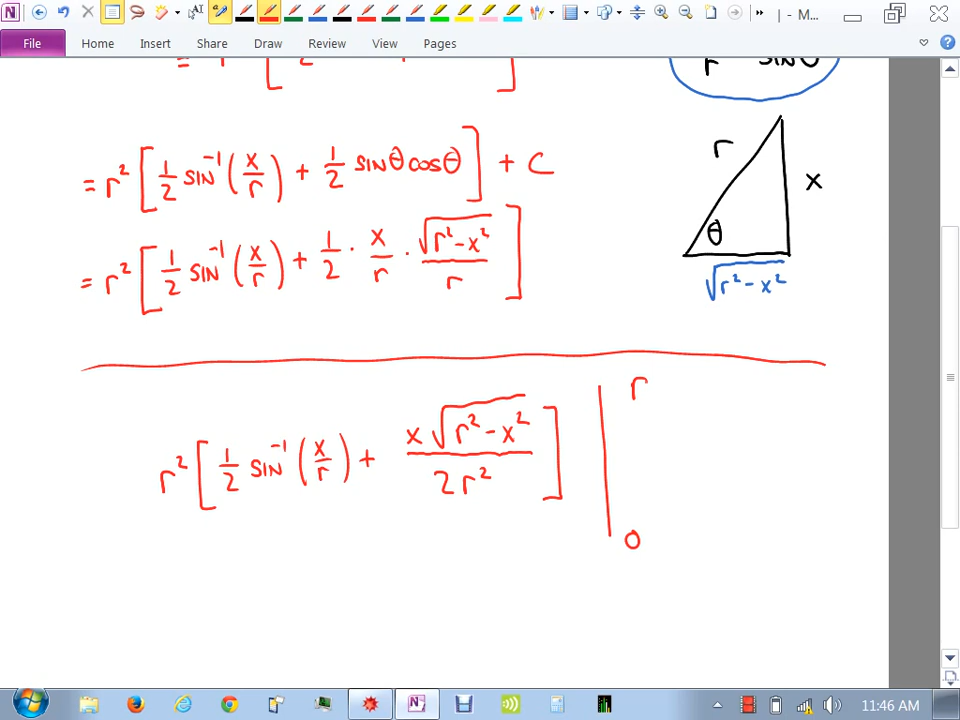 | - M...
File Home Insert Share Draw Review View Pages
r sinθ
= r² [ 1/2 sin⁻¹(x/r) + 1/2 sinθcosθ ] + C
r
x
θ
√(r²-x²)
= r² [ 1/2 sin⁻¹(x/r) + 1/2 · x/r · √(r²-x²)/r ]
r² [ 1/2 sin⁻¹(x/r) + x√(r²-x²)/2r² ] | r
0
11:46 AM